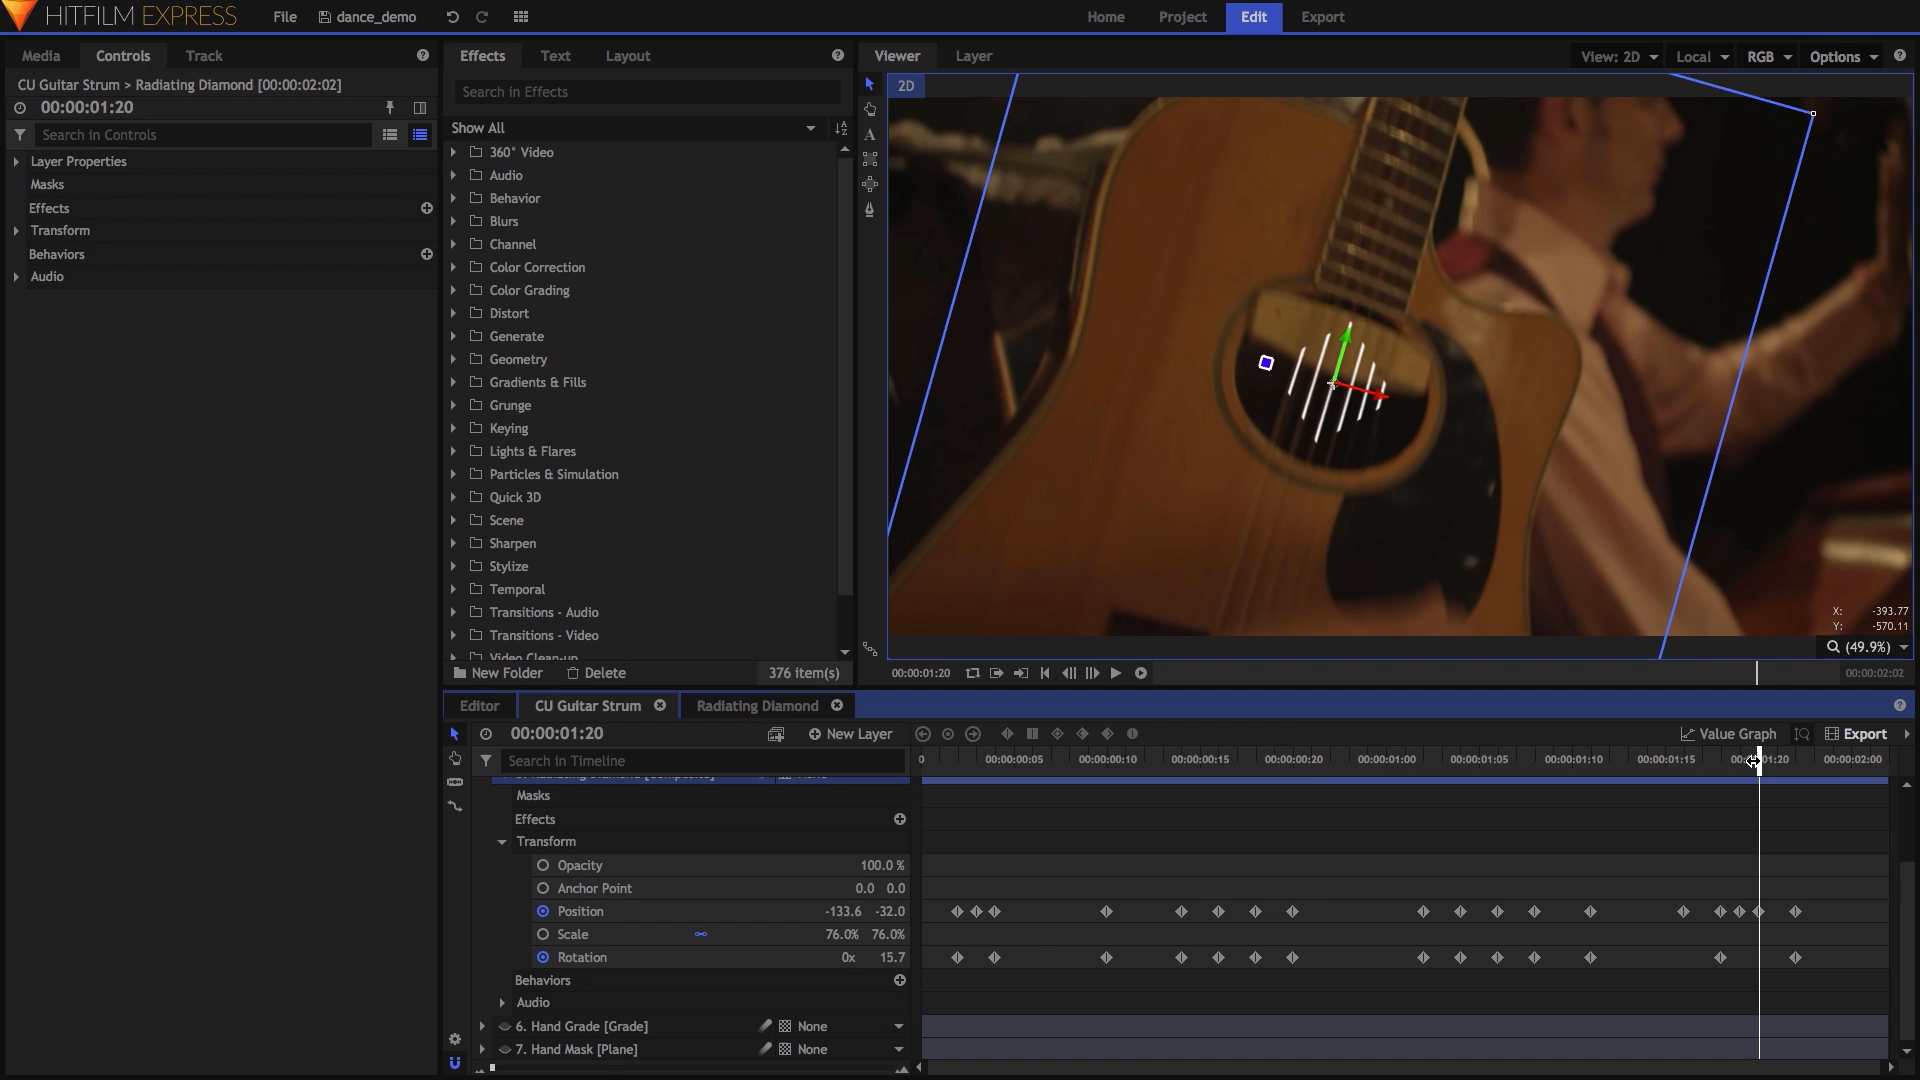 HITFILM EXPRESS
File
dance_demo
Home
Project
Edit
Export
Media
Controls
Track
CU Guitar Strum > Radiating Diamond [00:00:02:02]
00:00:01:20
Search in Controls
Layer Properties
Masks
Effects
Transform
Behaviors
Audio
Effects
Text
Layout
Search in Effects
Show All
360° Video
Audio
Behavior
Blurs
Channel
Color Correction
Color Grading
Distort
Generate
Geometry
Gradients & Fills
Grunge
Keying
Lights & Flares
Particles & Simulation
Quick 3D
Scene
Sharpen
Stylize
Temporal
Transitions - Audio
Transitions - Video
Video Clean-up
New Folder
Delete
376 item(s)
Viewer
Layer
View: 2D
Local
RGB
Options
2D
X: -393.77
Y: -570.11
(49.9%)
00:00:01:20
00:00:02:02
Editor
CU Guitar Strum
Radiating Diamond
00:00:01:20
New Layer
Value Graph
Export
Search in Timeline
0
00:00:00:05
00:00:00:10
00:00:00:15
00:00:00:20
00:00:01:00
00:00:01:05
00:00:01:10
00:00:01:15
00:00:02:00
Masks
Effects
Transform
Opacity 100.0 %
Anchor Point 0.0 0.0
Position -133.6 -32.0
Scale 76.0% 76.0%
Rotation 0x 15.7
Behaviors
Audio
6. Hand Grade [Grade] None
7. Hand Mask [Plane] None